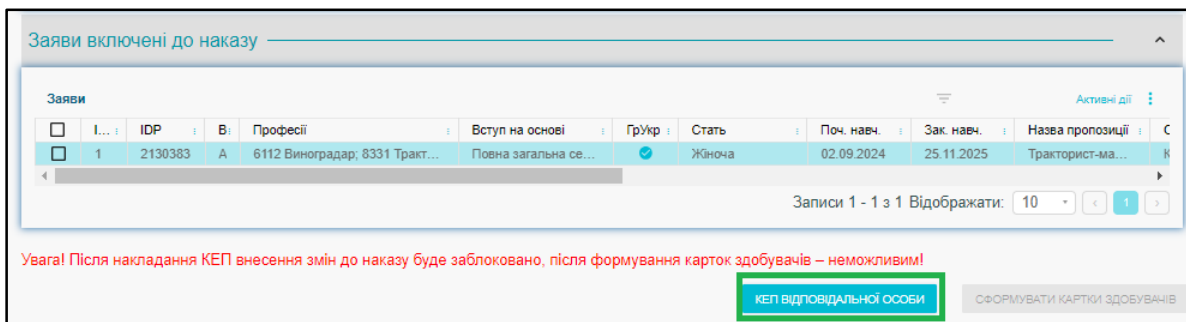 Заяви включені до наказу
Заяви
Активні дії
І... IDP В Професії Вступ на основі ГрУкр Стать Поч. навч. Зак. навч. Назва пропозиції
1 2130383 А 6112 Виноградар; 8331 Тракт... Повна загальна се... Жіноча 02.09.2024 25.11.2025 Тракторист-ма...
Записи 1 - 1 з 1 Відображати: 10 1
Увага! Після накладання КЕП внесення змін до наказу буде заблоковано, після формування карток здобувачів – неможливим!
КЕП ВІДПОВІДАЛЬНОЇ ОСОБИ СФОРМУВАТИ КАРТКИ ЗДОБУВАЧІВ